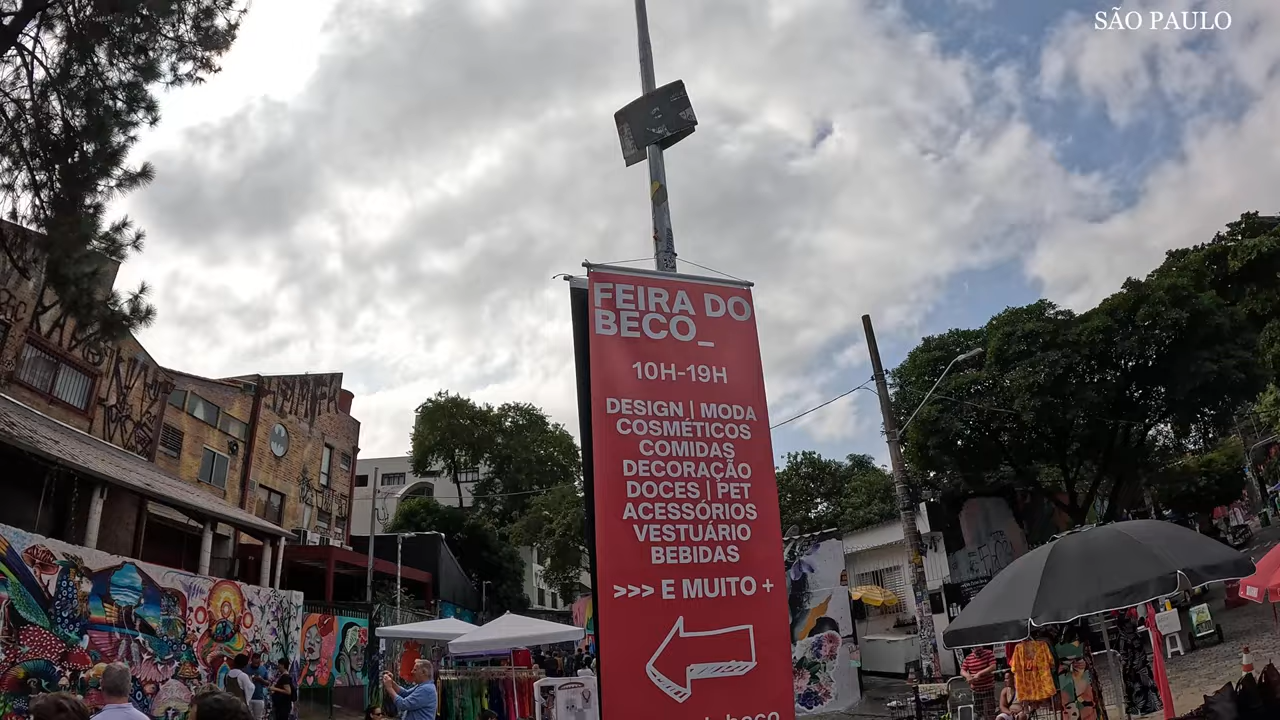 SÃO PAULO
FEIRA DO
BECO_
10H-19H
DESIGN | MODA
COSMÉTICOS
COMIDAS
DECORAÇÃO
DOCES | PET
ACESSÓRIOS
VESTUÁRIO
BEBIDAS
>>> E MUITO +